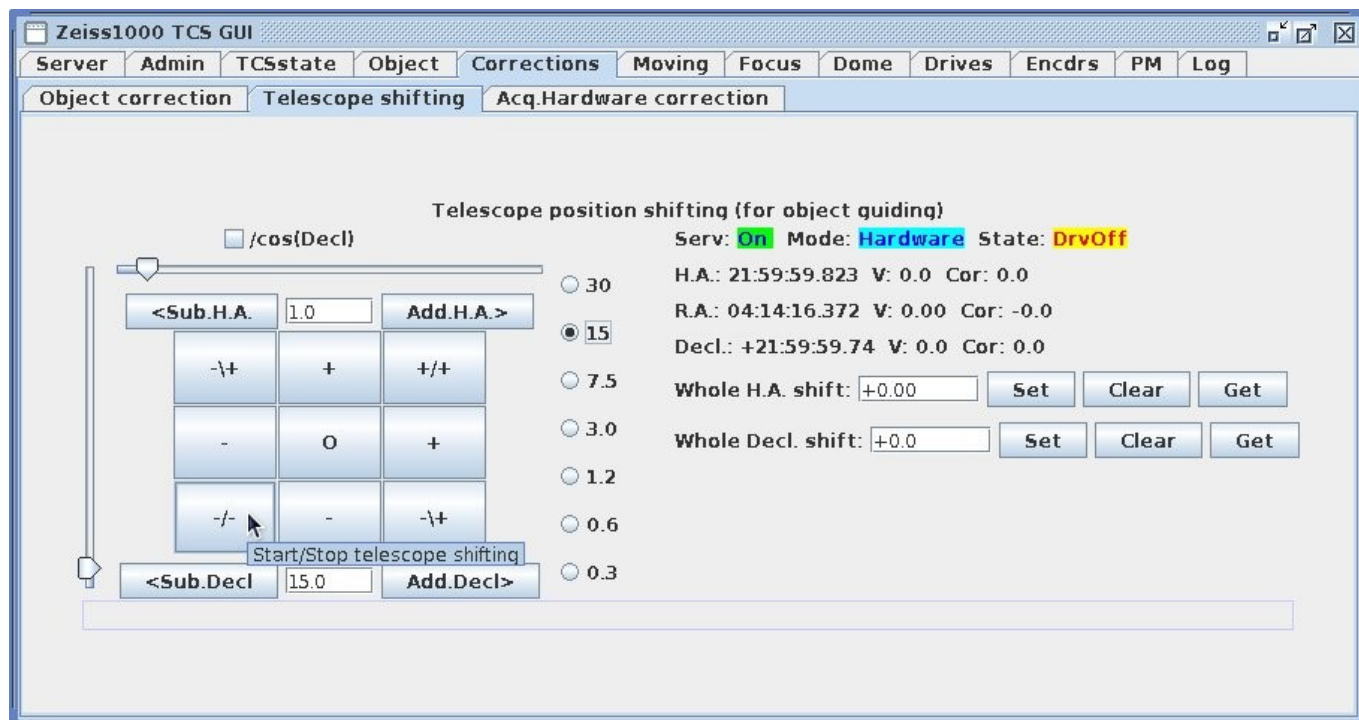 Zeiss1000 TCS GUI
Server Admin TCSstate Object Corrections Moving Focus Dome Drives Encdrs PM Log
Object correction Telescope shifting Acq.Hardware correction
Telescope position shifting (for object guiding)
/cos(Decl) Serv: On Mode: Hardware State: DrvOff
30 H.A.: 21:59:59.823 V: 0.0 Cor: 0.0
<Sub.H.A. 1.0 Add.H.A.> R.A.: 04:14:16.372 V: 0.00 Cor: -0.0
15 Decl.: +21:59:59.74 V: 0.0 Cor: 0.0
-\+ + +/+ 7.5 Whole H.A. shift: +0.00 Set Clear Get
- O + 3.0 Whole Decl. shift: +0.0 Set Clear Get
1.2
-/- - -\+ 0.6
Start/Stop telescope shifting
<Sub.Decl 15.0 Add.Decl> 0.3